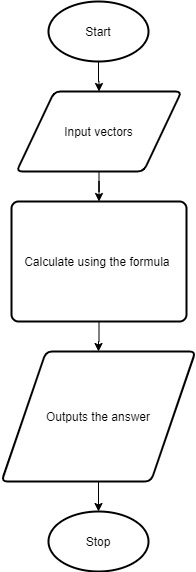 Start
Input vectors
Calculate using the formula
Outputs the answer
Stop